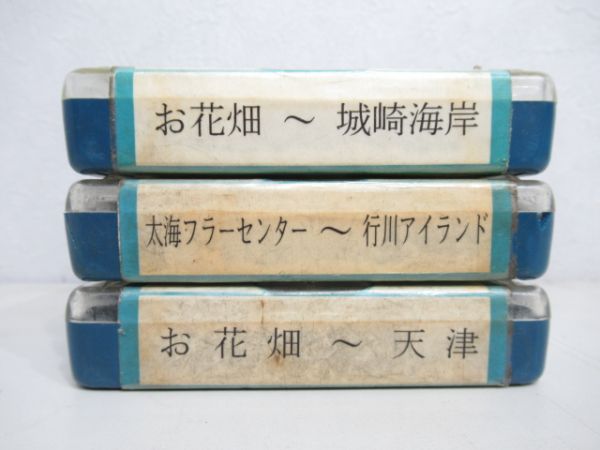 お花畑 ～ 城崎海岸
太海フラーセンター ～ 行川アイランド
お花畑 ～ 天津